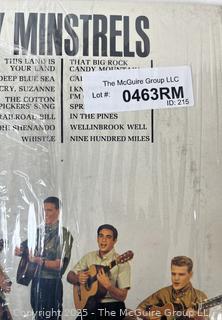 Y MINSTRELS
THIS LAND IS
YOUR LAND
DEEP BLUE SEA
CRY, SUZANNE
THE COTTON
PICKERS' SONG
RAILROAD BILL
SHENANDO
WHISTLE
THAT BIG ROCK
CANDY MOUNTAIN
The McGuire Group LLC
Lot #: 0463RM
ID: 215
IN THE PINES
WELLINBROOK WELL
NINE HUNDRED MILES
Copyright 2025 - The McGuire Group